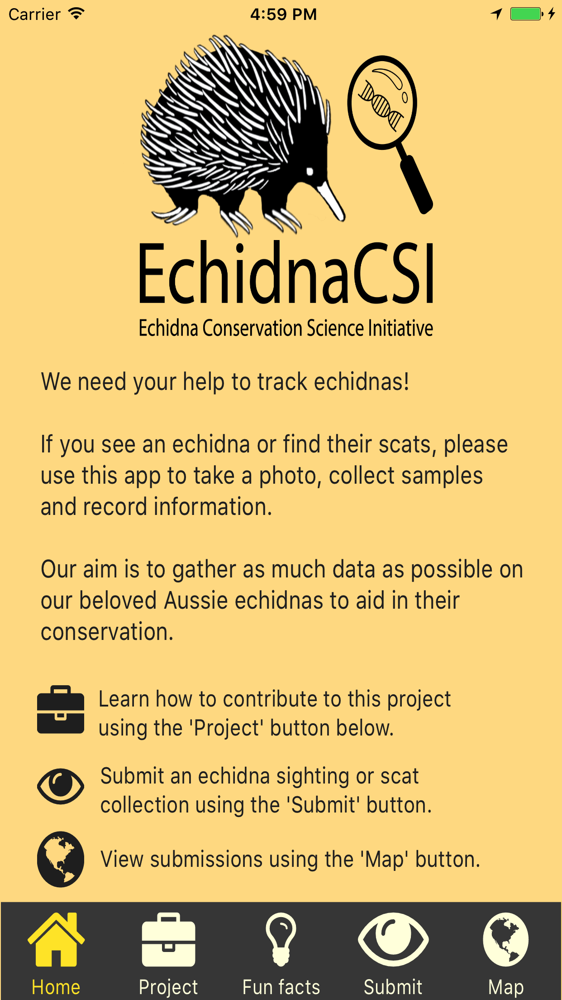 Carrier 4:59 PM
EchidnaCSI
Echidna Conservation Science Initiative
We need your help to track echidnas!
If you see an echidna or find their scats, please
use this app to take a photo, collect samples
and record information.
Our aim is to gather as much data as possible on
our beloved Aussie echidnas to aid in their
conservation.
Learn how to contribute to this project
using the 'Project' button below.
Submit an echidna sighting or scat
collection using the 'Submit' button.
View submissions using the 'Map' button.
Home Project Fun facts Submit Map